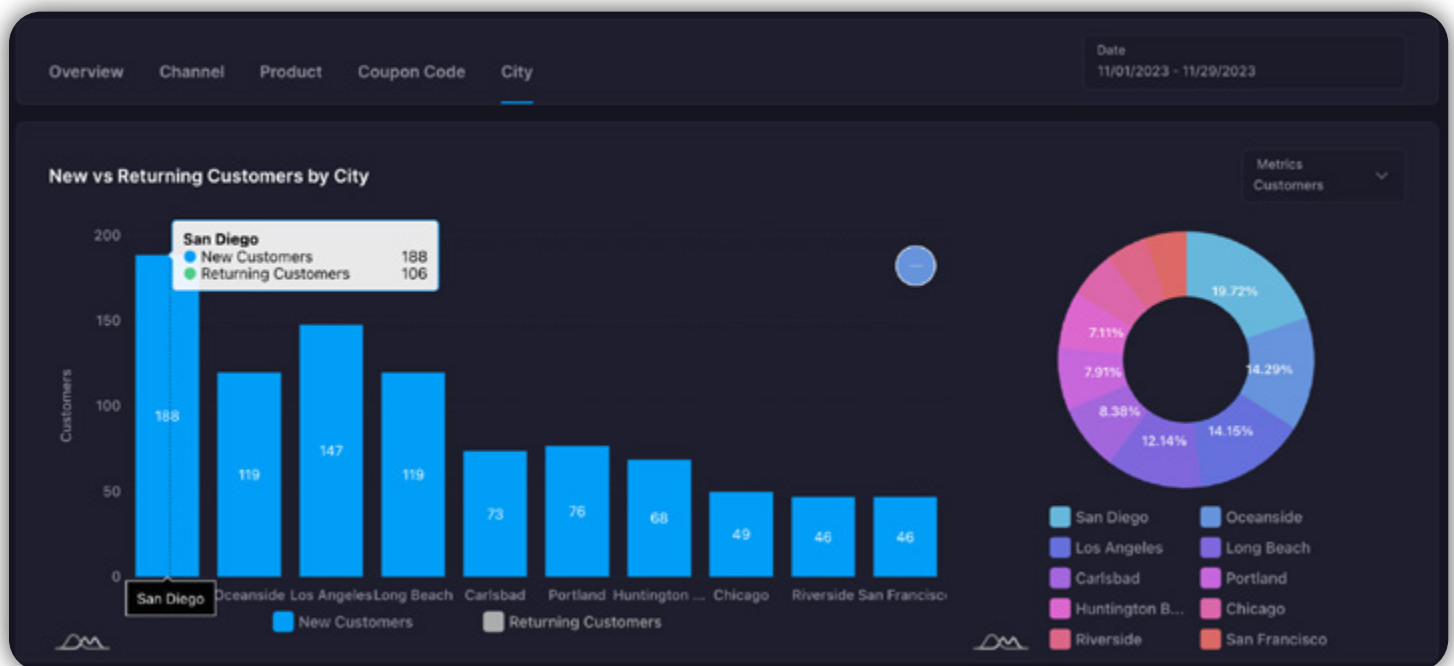 Overview Channel Product Coupon Code City
Date
11/01/2023 - 11/29/2023
New vs Returning Customers by City
Metrics
Customers
San Diego
New Customers 188
Returning Customers 106
Customers
200
150
100
50
0
188
119
147
119
73
76
68
49
46
46
San Diego Oceanside Los Angeles Long Beach Carlsbad Portland Huntington ... Chicago Riverside San Francisco
New Customers Returning Customers
19.72%
14.29%
14.15%
12.14%
8.38%
7.91%
7.11%
San Diego Oceanside
Los Angeles Long Beach
Carlsbad Portland
Huntington B... Chicago
Riverside San Francisco